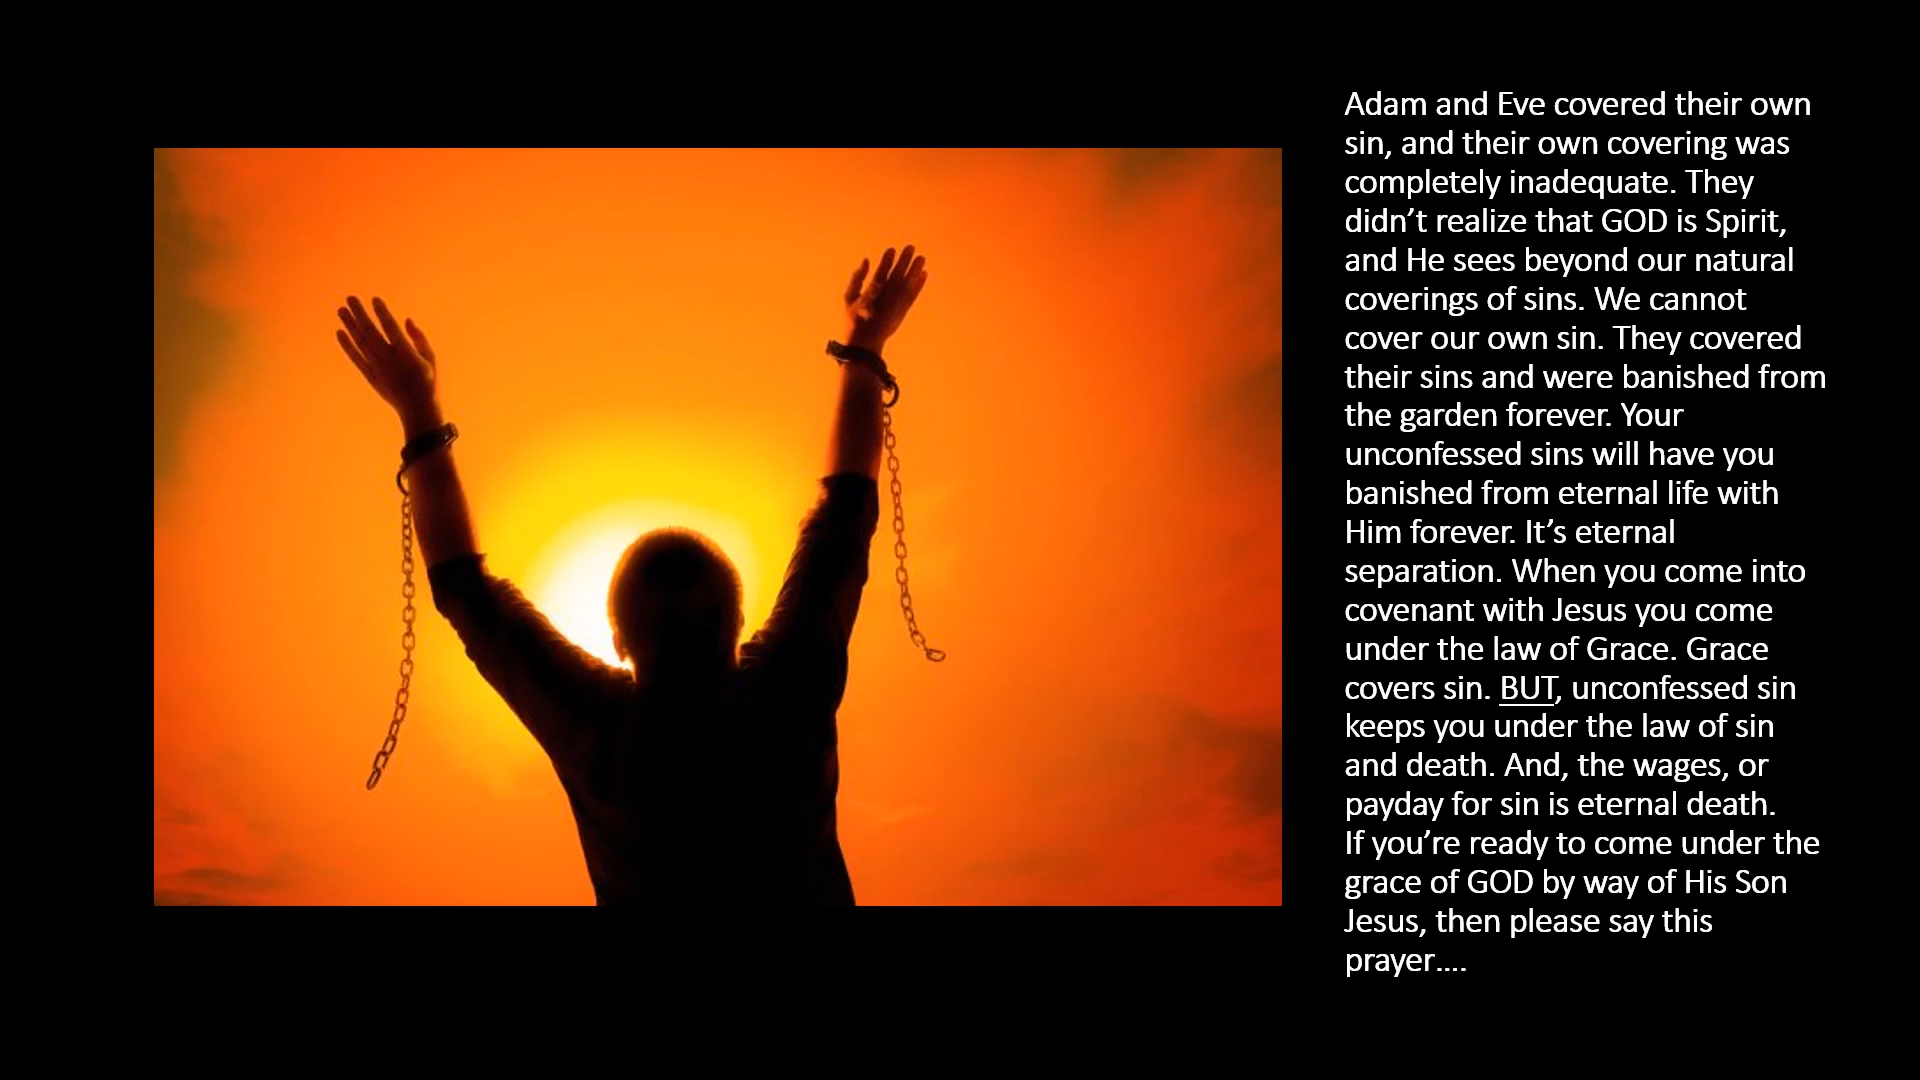 Adam and Eve covered their own
sin, and their own covering was
completely inadequate. They
didn’t realize that GOD is Spirit,
and He sees beyond our natural
coverings of sins. We cannot
cover our own sin. They covered
their sins and were banished from
the garden forever. Your
unconfessed sins will have you
banished from eternal life with
Him forever. It’s eternal
separation. When you come into
covenant with Jesus you come
under the law of Grace. Grace
covers sin. BUT, unconfessed sin
keeps you under the law of sin
and death. And, the wages, or
payday for sin is eternal death.
If you’re ready to come under the
grace of GOD by way of His Son
Jesus, then please say this
prayer….